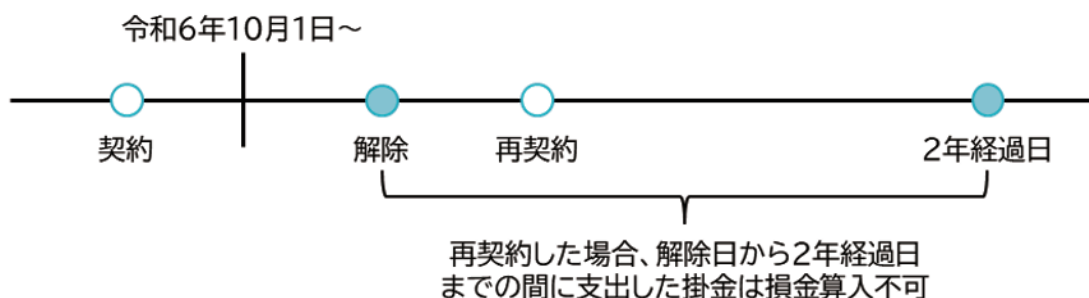 令和6年10月1日～
契約
解除
再契約
2年経過日
再契約した場合、解除日から2年経過日
までの間に支出した掛金は損金算入不可